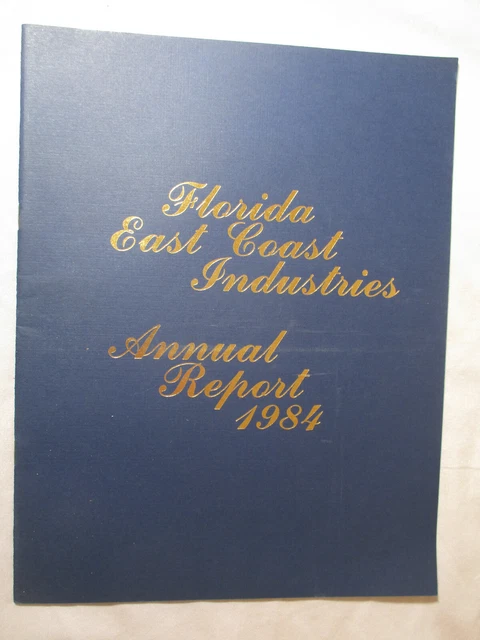 Florida
East Coast
Industries
Annual
Report
1984